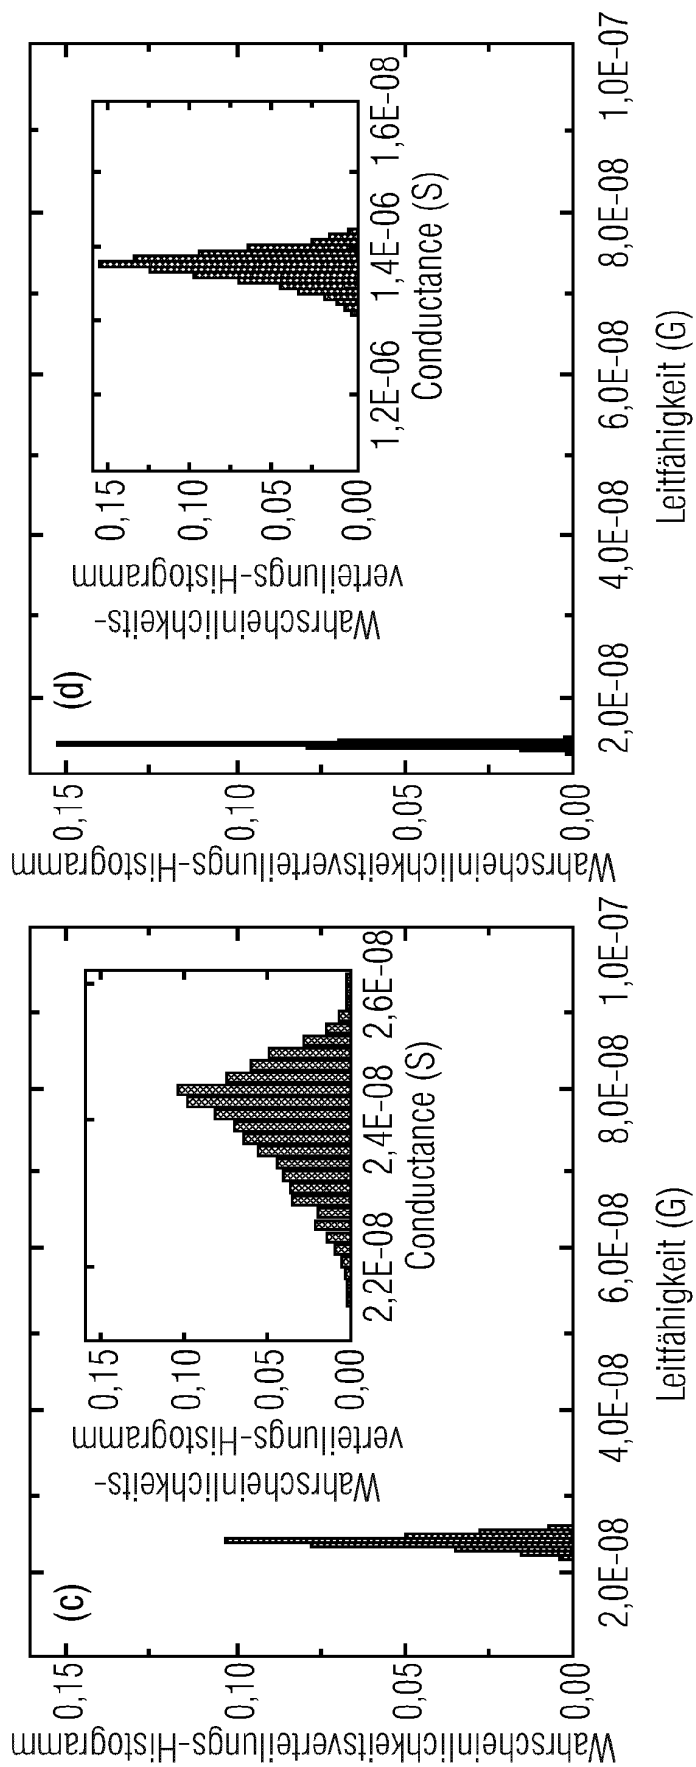 (c)
Wahrscheinlichkeitsverteilungs-Histogramm
0,15
0,10
0,05
0,00
2,0E-08 4,0E-08 6,0E-08 8,0E-08 1,0E-07
Leitfähigkeit (G)
Wahrscheinlichkeits-
verteilungs-Histogramm
0,15
0,10
0,05
0,00
2,2E-08 2,4E-08 2,6E-08
Conductance (S)
(d)
Wahrscheinlichkeitsverteilungs-Histogramm
0,15
0,10
0,05
0,00
2,0E-08 4,0E-08 6,0E-08 8,0E-08 1,0E-07
Leitfähigkeit (G)
Wahrscheinlichkeits-
verteilungs-Histogramm
0,15
0,10
0,05
0,00
1,2E-06 1,4E-06 1,6E-08
Conductance (S)